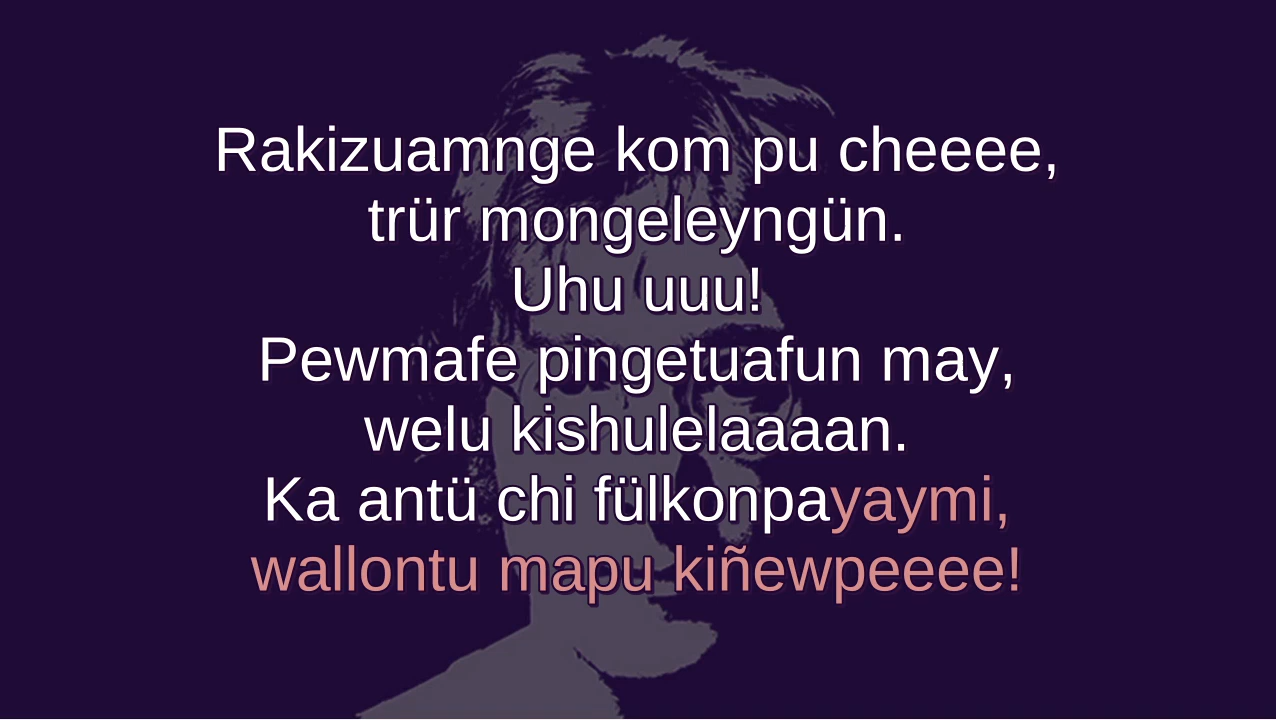 Rakizuamnge kom pu cheeee,
trür mongeleyngün.
Uhu uuu!
Pewmafe pingetuafun may,
welu kishulelaaaan.
Ka antü chi fülkonpayaymi,
wallontu mapu kiñewpeeee!